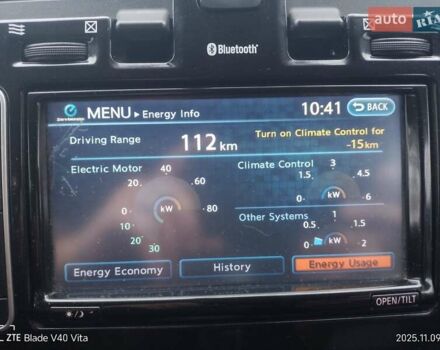 auto RIA
Bluetooth
MENU ▸ Energy Info 10:41 BACK
Driving Range 112 km Turn on Climate Control for -15km
Electric Motor
40
20 60
0 kW 80
10
20
30
Climate Control
3
1.5 4.5
0 kW 6
Other Systems
1
0.5 1.5
0 kW 2
Energy Economy History Energy Usage
OPEN/TILT
ZTE Blade V40 Vita
2025.11.09